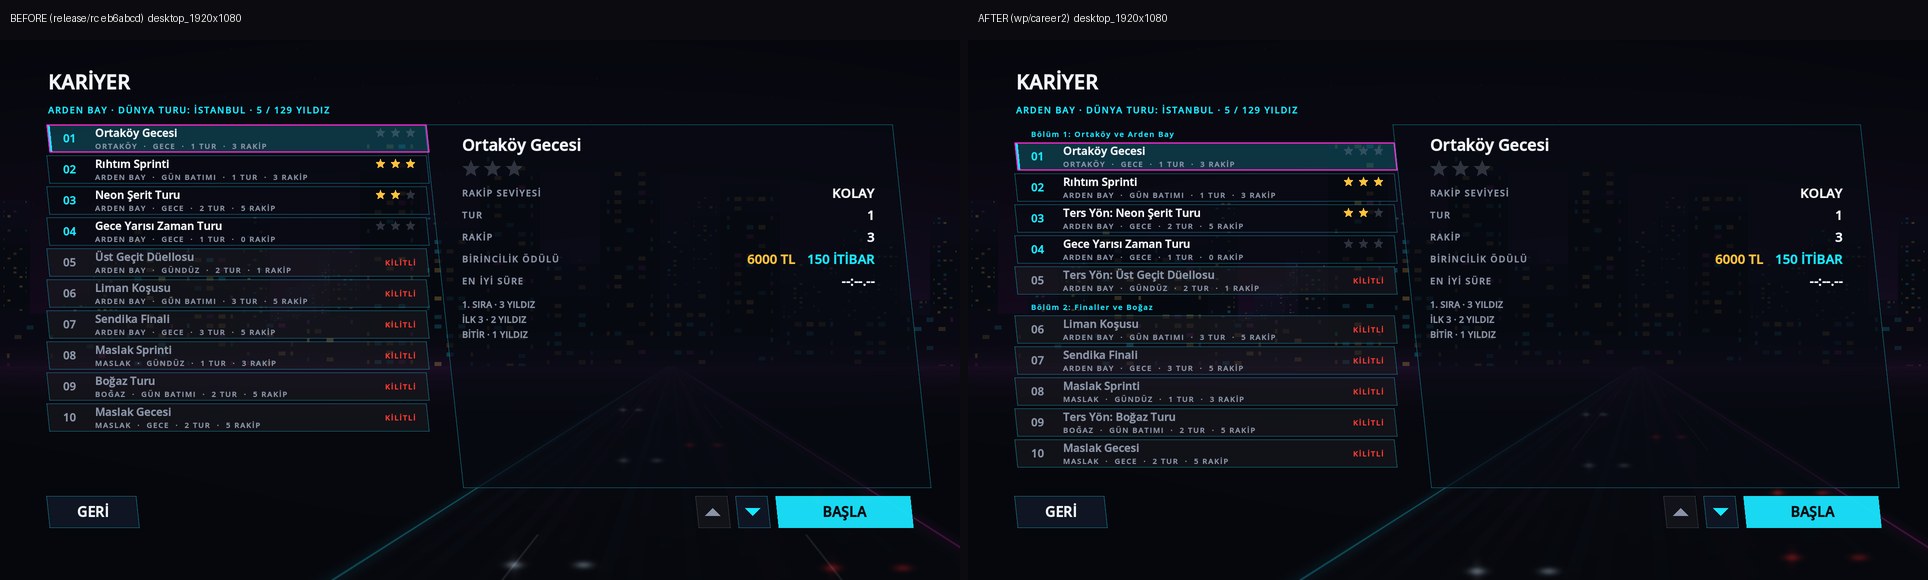 BEFORE (release/rc eb6abcd) desktop_1920x1080
KARİYER
ARDEN BAY · DÜNYA TURU: İSTANBUL · 5 / 129 YILDIZ
01 Ortaköy Gecesi
ORTAKÖY · GECE · 1 TUR · 3 RAKİP
02 Rıhtım Sprinti
ARDEN BAY · GÜN BATIMI · 1 TUR · 3 RAKİP
03 Neon Şerit Turu
ARDEN BAY · GECE · 2 TUR · 5 RAKİP
04 Gece Yarısı Zaman Turu
ARDEN BAY · GECE · 1 TUR · 0 RAKİP
05 Üst Geçit Düellosu KİLİTLİ
ARDEN BAY · GÜNDÜZ · 2 TUR · 1 RAKİP
06 Liman Koşusu KİLİTLİ
ARDEN BAY · GÜN BATIMI · 3 TUR · 5 RAKİP
07 Sendika Finali KİLİTLİ
ARDEN BAY · GECE · 3 TUR · 5 RAKİP
08 Maslak Sprinti KİLİTLİ
MASLAK · GÜNDÜZ · 1 TUR · 3 RAKİP
09 Boğaz Turu KİLİTLİ
BOĞAZ · GÜN BATIMI · 2 TUR · 5 RAKİP
10 Maslak Gecesi KİLİTLİ
MASLAK · GECE · 2 TUR · 5 RAKİP
Ortaköy Gecesi
RAKİP SEVİYESİ KOLAY
TUR 1
RAKİP 3
BİRİNCİLİK ÖDÜLÜ 6000 TL 150 İTİBAR
EN İYİ SÜRE --:--.--
1. SIRA · 3 YILDIZ
İLK 3 · 2 YILDIZ
BİTİR · 1 YILDIZ
GERİ
BAŞLA
AFTER (wp/career2) desktop_1920x1080
KARİYER
ARDEN BAY · DÜNYA TURU: İSTANBUL · 5 / 129 YILDIZ
Bölüm 1: Ortaköy ve Arden Bay
01 Ortaköy Gecesi
ORTAKÖY · GECE · 1 TUR · 3 RAKİP
02 Rıhtım Sprinti
ARDEN BAY · GÜN BATIMI · 1 TUR · 3 RAKİP
03 Ters Yön: Neon Şerit Turu
ARDEN BAY · GECE · 2 TUR · 5 RAKİP
04 Gece Yarısı Zaman Turu
ARDEN BAY · GECE · 1 TUR · 0 RAKİP
05 Ters Yön: Üst Geçit Düellosu KİLİTLİ
ARDEN BAY · GÜNDÜZ · 2 TUR · 1 RAKİP
Bölüm 2: Finaller ve Boğaz
06 Liman Koşusu KİLİTLİ
ARDEN BAY · GÜN BATIMI · 3 TUR · 5 RAKİP
07 Sendika Finali KİLİTLİ
ARDEN BAY · GECE · 3 TUR · 5 RAKİP
08 Maslak Sprinti KİLİTLİ
MASLAK · GÜNDÜZ · 1 TUR · 3 RAKİP
09 Ters Yön: Boğaz Turu KİLİTLİ
BOĞAZ · GÜN BATIMI · 2 TUR · 5 RAKİP
10 Maslak Gecesi KİLİTLİ
MASLAK · GECE · 2 TUR · 5 RAKİP
Ortaköy Gecesi
RAKİP SEVİYESİ KOLAY
TUR 1
RAKİP 3
BİRİNCİLİK ÖDÜLÜ 6000 TL 150 İTİBAR
EN İYİ SÜRE --:--.--
1. SIRA · 3 YILDIZ
İLK 3 · 2 YILDIZ
BİTİR · 1 YILDIZ
GERİ
BAŞLA